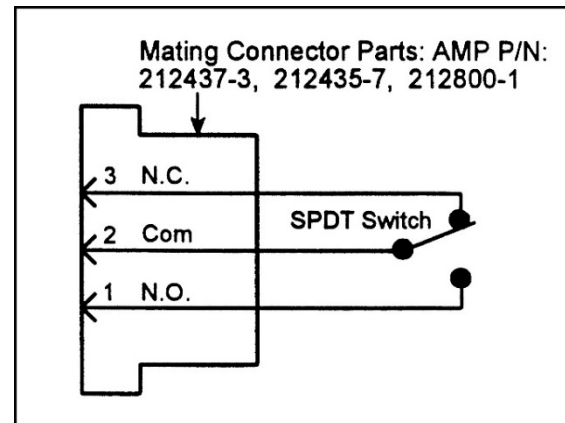 Mating Connector Parts: AMP P/N:
212437-3, 212435-7, 212800-1
3 N.C.
SPDT Switch
2 Com
1 N.O.